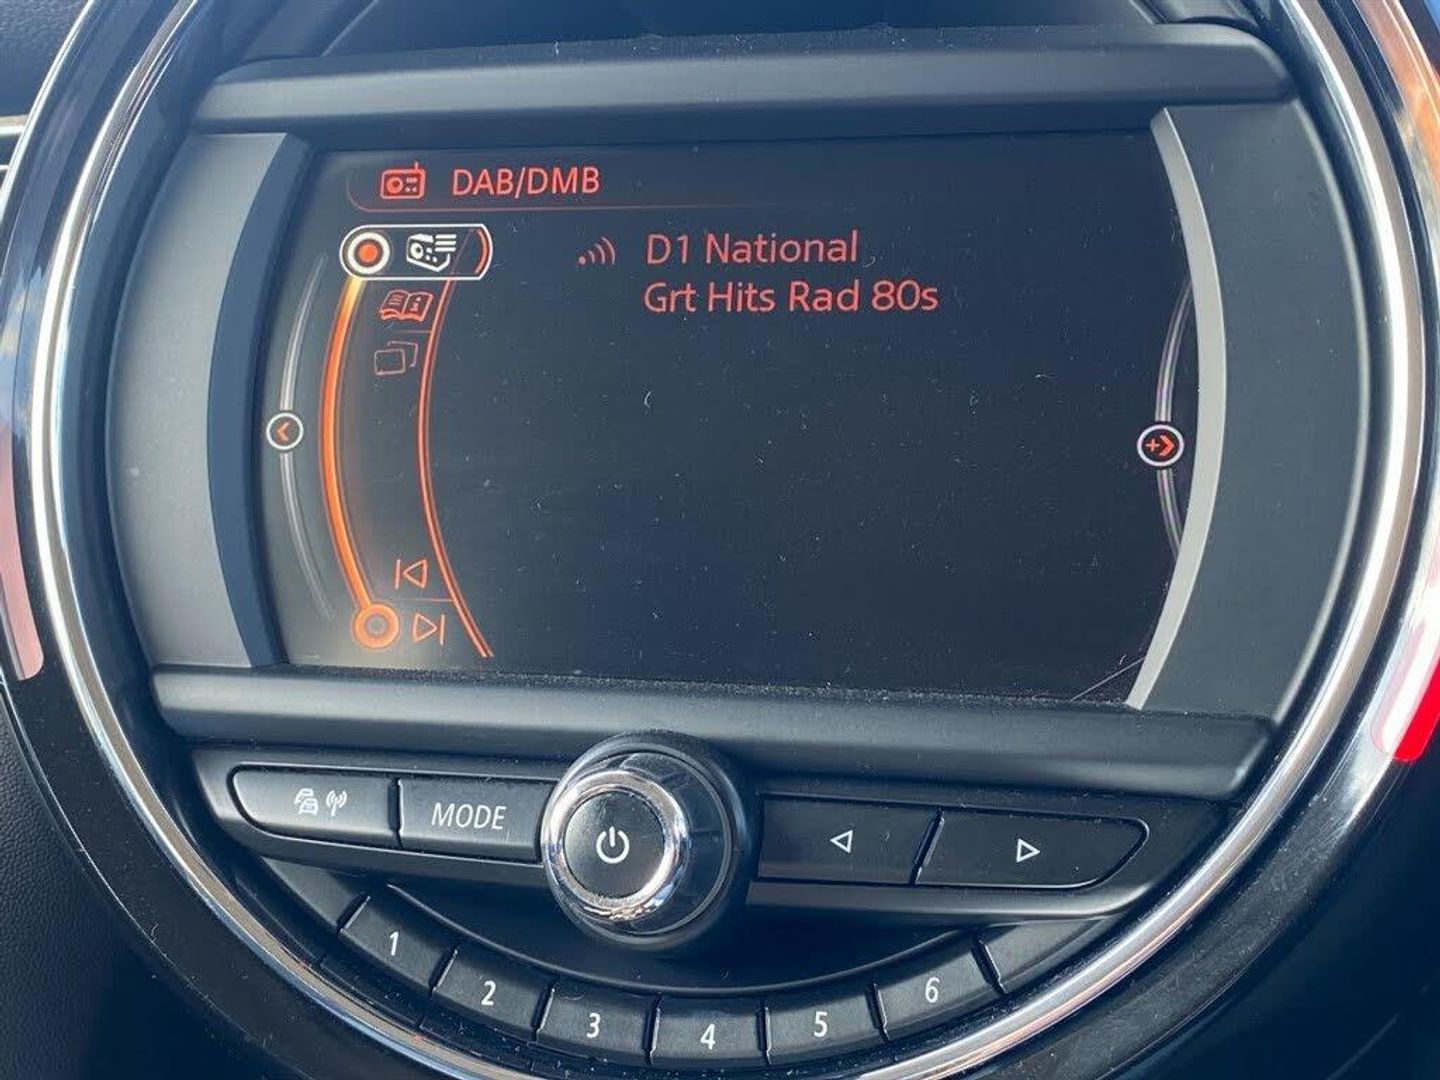 DAB/DMB
D1 National
Grt Hits Rad 80s
MODE
1
2
3
4
5
6